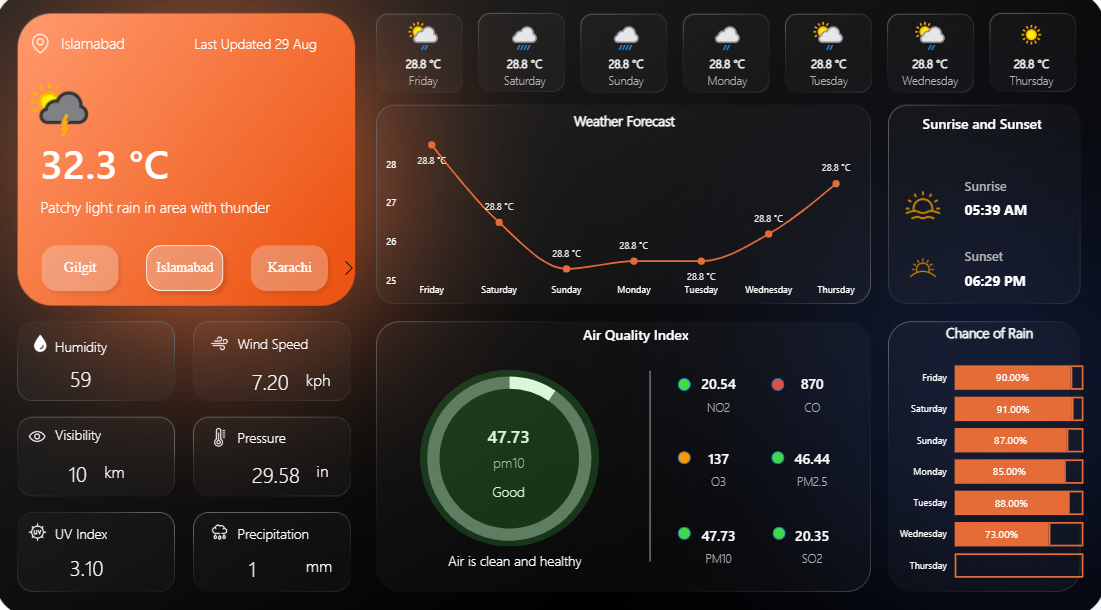 Islamabad
Last Updated 29 Aug
32.3 °C
Patchy light rain in area with thunder
Gilgit
Islamabad
Karachi
28.8 °C
Friday
28.8 °C
Saturday
28.8 °C
Sunday
28.8 °C
Monday
28.8 °C
Tuesday
28.8 °C
Wednesday
28.8 °C
Thursday
Weather Forecast
28
27
26
25
28.8 °C
28.8 °C
28.8 °C
28.8 °C
28.8 °C
28.8 °C
28.8 °C
Friday
Saturday
Sunday
Monday
Tuesday
Wednesday
Thursday
Sunrise and Sunset
Sunrise
05:39 AM
Sunset
06:29 PM
Humidity
59
Wind Speed
7.20 kph
Visibility
10 km
Pressure
29.58 in
UV
UV Index
3.10
Precipitation
1 mm
Air Quality Index
47.73
pm10
Good
Air is clean and healthy
20.54
NO2
870
CO
137
O3
46.44
PM2.5
47.73
PM10
20.35
SO2
Chance of Rain
Friday 90.00%
Saturday 91.00%
Sunday 87.00%
Monday 85.00%
Tuesday 88.00%
Wednesday 73.00%
Thursday